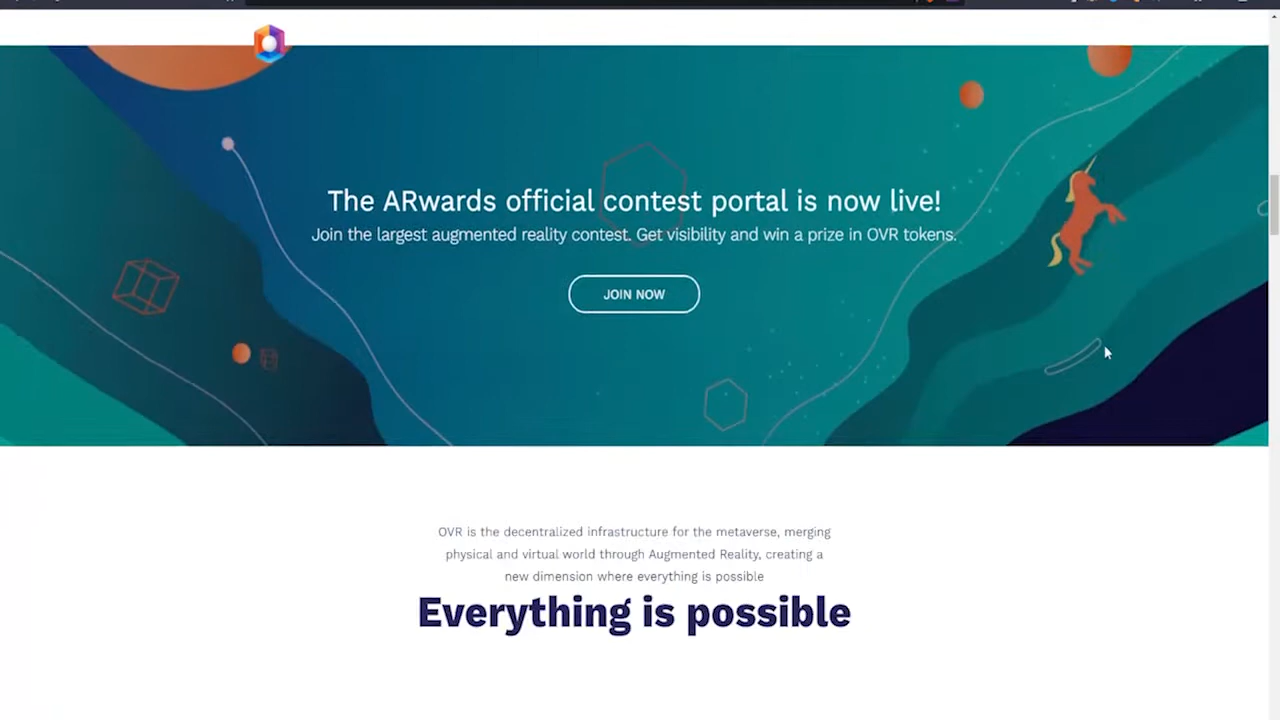 The ARwards official contest portal is now live!
Join the largest augmented reality contest. Get visibility and win a prize in OVR tokens.
JOIN NOW
OVR is the decentralized infrastructure for the metaverse, merging
physical and virtual world through Augmented Reality, creating a
new dimension where everything is possible
Everything is possible